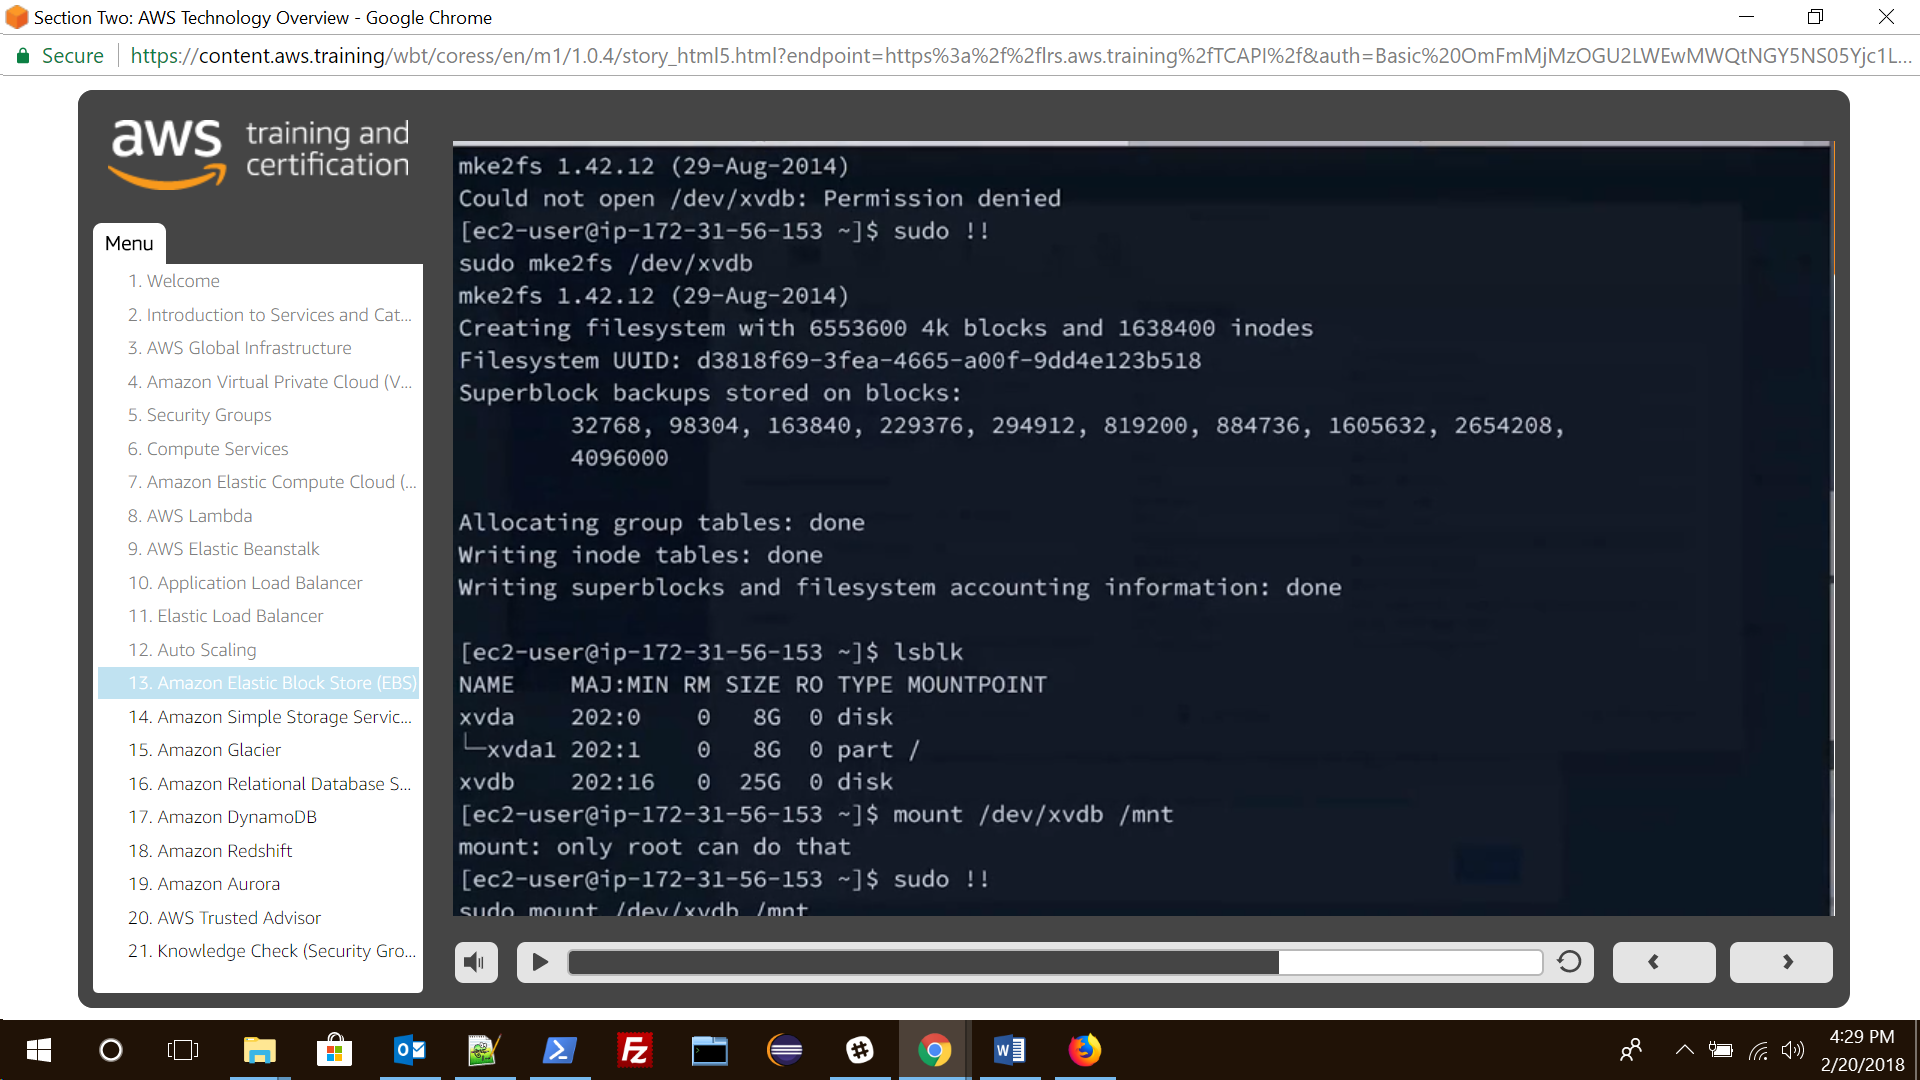 Section Two: AWS Technology Overview - Google Chrome
Secure
https://content.aws.training/wbt/coress/en/m1/1.0.4/story_html5.html?endpoint=https%3a%2f%2flrs.aws.training%2fTCAPI%2f&auth=Basic%20OmFmMjMzOGU2LWEwMWQtNGY5NS05Yjc1L...
aws training and certification
Menu
1. Welcome
2. Introduction to Services and Cat...
3. AWS Global Infrastructure
4. Amazon Virtual Private Cloud (V...
5. Security Groups
6. Compute Services
7. Amazon Elastic Compute Cloud (...
8. AWS Lambda
9. AWS Elastic Beanstalk
10. Application Load Balancer
11. Elastic Load Balancer
12. Auto Scaling
13. Amazon Elastic Block Store (EBS)
14. Amazon Simple Storage Servic...
15. Amazon Glacier
16. Amazon Relational Database S...
17. Amazon DynamoDB
18. Amazon Redshift
19. Amazon Aurora
20. AWS Trusted Advisor
21. Knowledge Check (Security Gro...
mke2fs 1.42.12 (29-Aug-2014)
Could not open /dev/xvdb: Permission denied
[ec2-user@ip-172-31-56-153 ~]$ sudo !!
sudo mke2fs /dev/xvdb
mke2fs 1.42.12 (29-Aug-2014)
Creating filesystem with 6553600 4k blocks and 1638400 inodes
Filesystem UUID: d3818f69-3fea-4665-a00f-9dd4e123b518
Superblock backups stored on blocks:
32768, 98304, 163840, 229376, 294912, 819200, 884736, 1605632, 2654208,
4096000
Allocating group tables: done
Writing inode tables: done
Writing superblocks and filesystem accounting information: done
[ec2-user@ip-172-31-56-153 ~]$ lsblk
NAME MAJ:MIN RM SIZE RO TYPE MOUNTPOINT
xvda 202:0 0 8G 0 disk
└─xvda1 202:1 0 8G 0 part /
xvdb 202:16 0 25G 0 disk
[ec2-user@ip-172-31-56-153 ~]$ mount /dev/xvdb /mnt
mount: only root can do that
[ec2-user@ip-172-31-56-153 ~]$ sudo !!
sudo mount /dev/xvdb /mnt
4:29 PM
2/20/2018